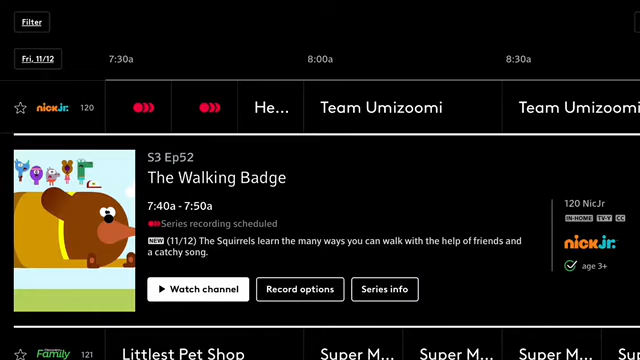 Filter
Fri, 11/12 7:30a 8:00a 8:30a
nick jr. 120 He... Team Umizoomi Team Umizoomi
S3 Ep52
The Walking Badge
7:40a - 7:50a
Series recording scheduled
NEW (11/12) The Squirrels learn the many ways you can walk with the help of friends and
a catchy song.
Watch channel Record options Series info
120 NicJr
IN-HOME TV-Y CC
nick jr.
age 3+
Family 121 Littlest Pet Shop Super M... Super M... Super M... Su